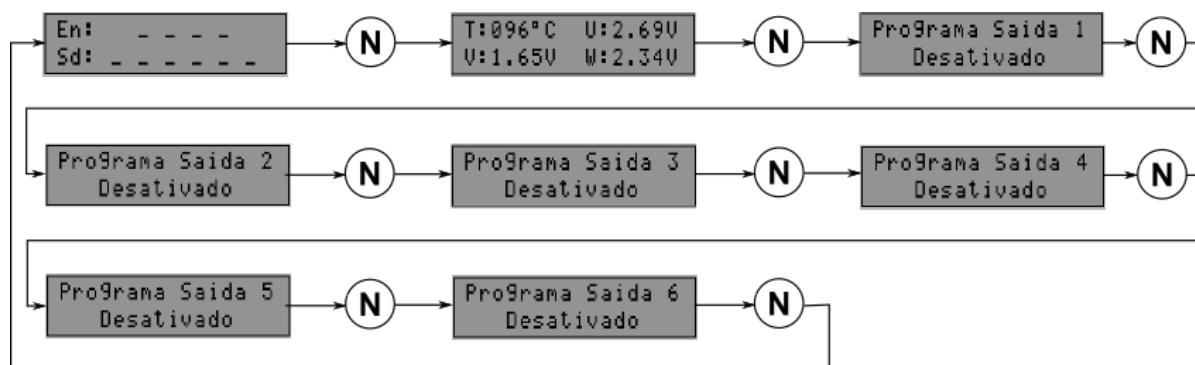 En: _ _ _ _
Sd: _ _ _ _ _ _
N
T:096°C U:2.69V
V:1.65V W:2.34V
N
Programa Saida 1
Desativado
N
Programa Saida 2
Desativado
N
Programa Saida 3
Desativado
N
Programa Saida 4
Desativado
N
Programa Saida 5
Desativado
N
Programa Saida 6
Desativado
N